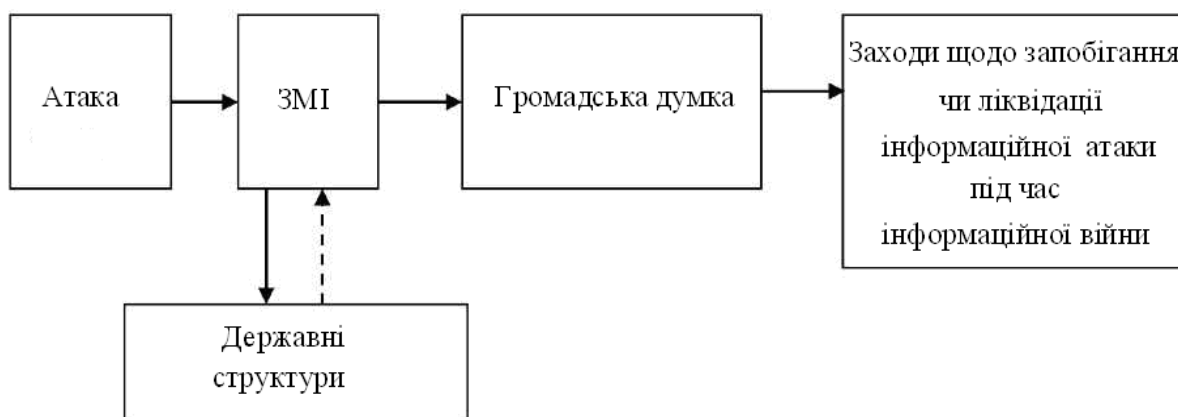 Атака
ЗМІ
Громадська думка
Заходи щодо запобігання
чи ліквідації
інформаційної атаки
під час
інформаційної війни
Державні
структури